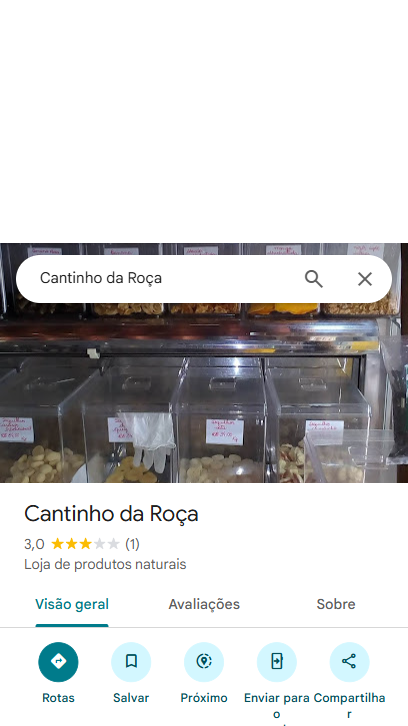 Cantinho da Roça
Cantinho da Roça
3,0 (1)
Loja de produtos naturais
Visão geral
Avaliações
Sobre
Rotas
Salvar
Próximo
Enviar para o
Compartilhar